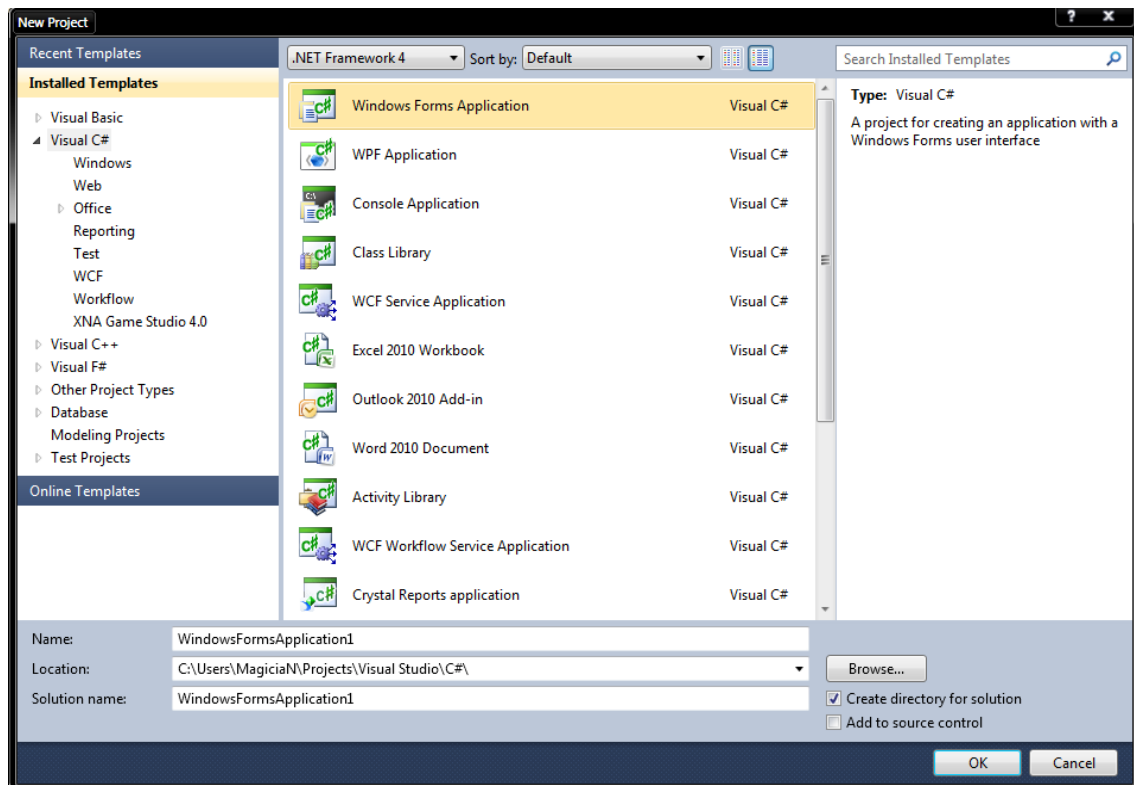 New Project
? x
Recent Templates
Installed Templates
Visual Basic
Visual C#
Windows
Web
Office
Reporting
Test
WCF
Workflow
XNA Game Studio 4.0
Visual C++
Visual F#
Other Project Types
Database
Modeling Projects
Test Projects
Online Templates
.NET Framework 4 Sort by: Default
Windows Forms Application Visual C#
WPF Application Visual C#
Console Application Visual C#
Class Library Visual C#
WCF Service Application Visual C#
Excel 2010 Workbook Visual C#
Outlook 2010 Add-in Visual C#
Word 2010 Document Visual C#
Activity Library Visual C#
WCF Workflow Service Application Visual C#
Crystal Reports application Visual C#
Search Installed Templates
Type: Visual C#
A project for creating an application with a
Windows Forms user interface
Name: WindowsFormsApplication1
Location: C:\Users\MagiciaN\Projects\Visual Studio\C#\ Browse...
Solution name: WindowsFormsApplication1 Create directory for solution
Add to source control
OK Cancel